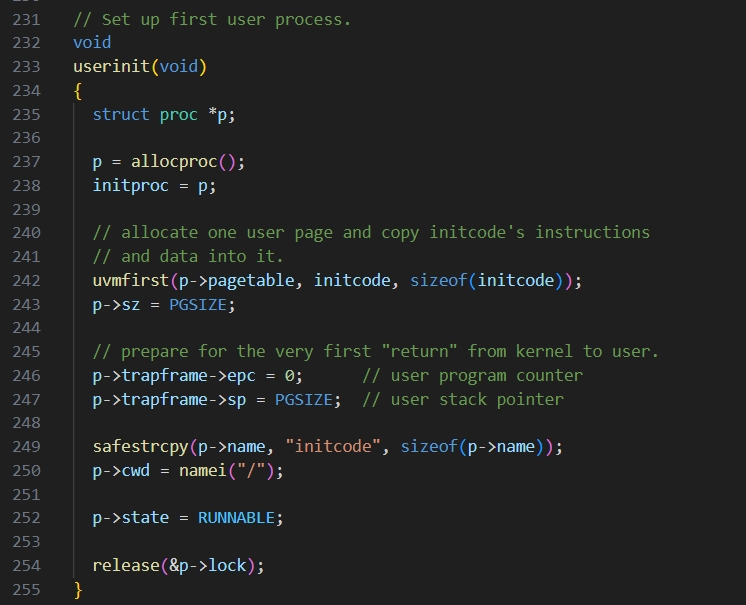 231 // Set up first user process.
232 void
233 userinit(void)
234 {
235   struct proc *p;
236
237   p = allocproc();
238   initproc = p;
239
240   // allocate one user page and copy initcode's instructions
241   // and data into it.
242   uvmfirst(p->pagetable, initcode, sizeof(initcode));
243   p->sz = PGSIZE;
244
245   // prepare for the very first "return" from kernel to user.
246   p->trapframe->epc = 0;      // user program counter
247   p->trapframe->sp = PGSIZE;  // user stack pointer
248
249   safestrcpy(p->name, "initcode", sizeof(p->name));
250   p->cwd = namei("/");
251
252   p->state = RUNNABLE;
253
254   release(&p->lock);
255 }